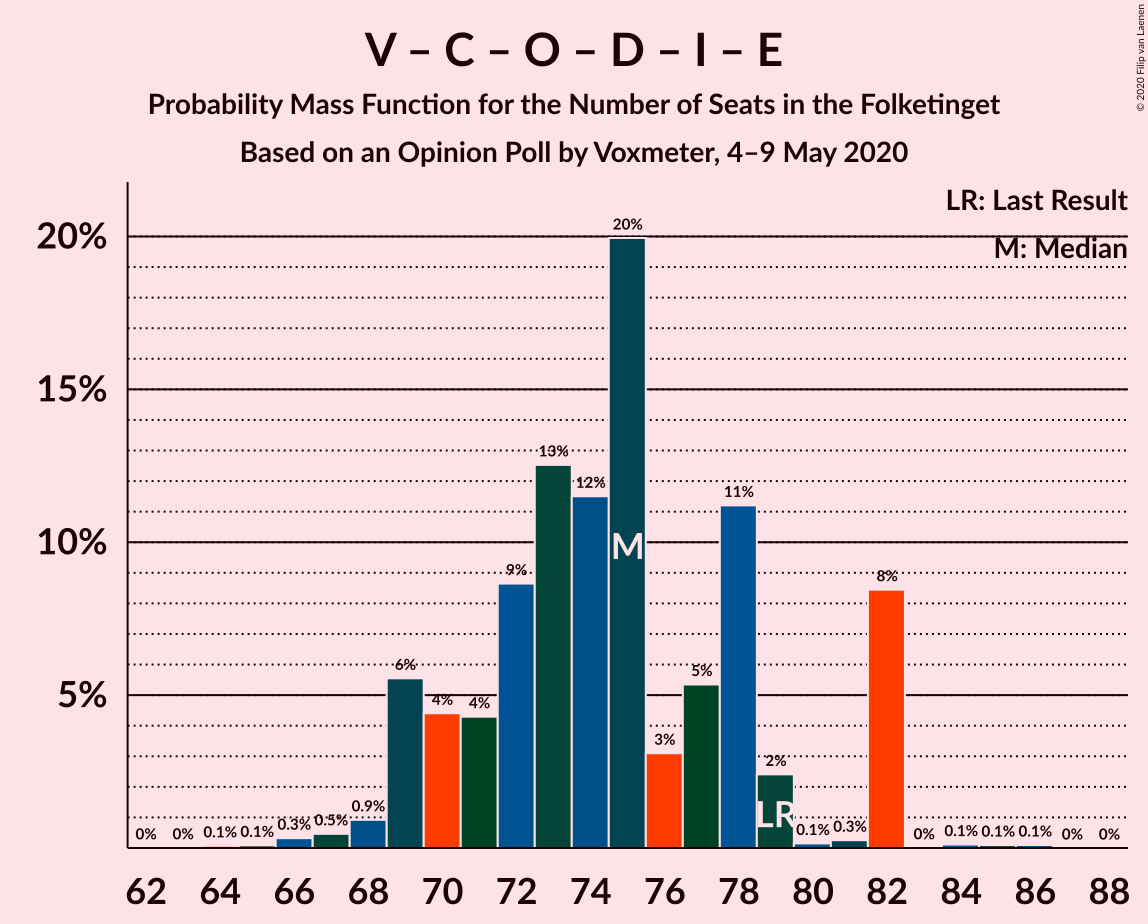 V – C – O – D – I – E
Probability Mass Function for the Number of Seats in the Folketinget
Based on an Opinion Poll by Voxmeter, 4–9 May 2020
© 2020 Filip van Laenen
LR: Last Result
M: Median
20%
15%
10%
5%
0% 0% 0.1% 0.1% 0.3% 0.5% 0.9% 6% 4% 4% 9% 13% 12% 20% 3% 5% 11% 2% 0.1% 0.3% 8% 0% 0.1% 0.1% 0.1% 0% 0%
M
LR
62 64 66 68 70 72 74 76 78 80 82 84 86 88